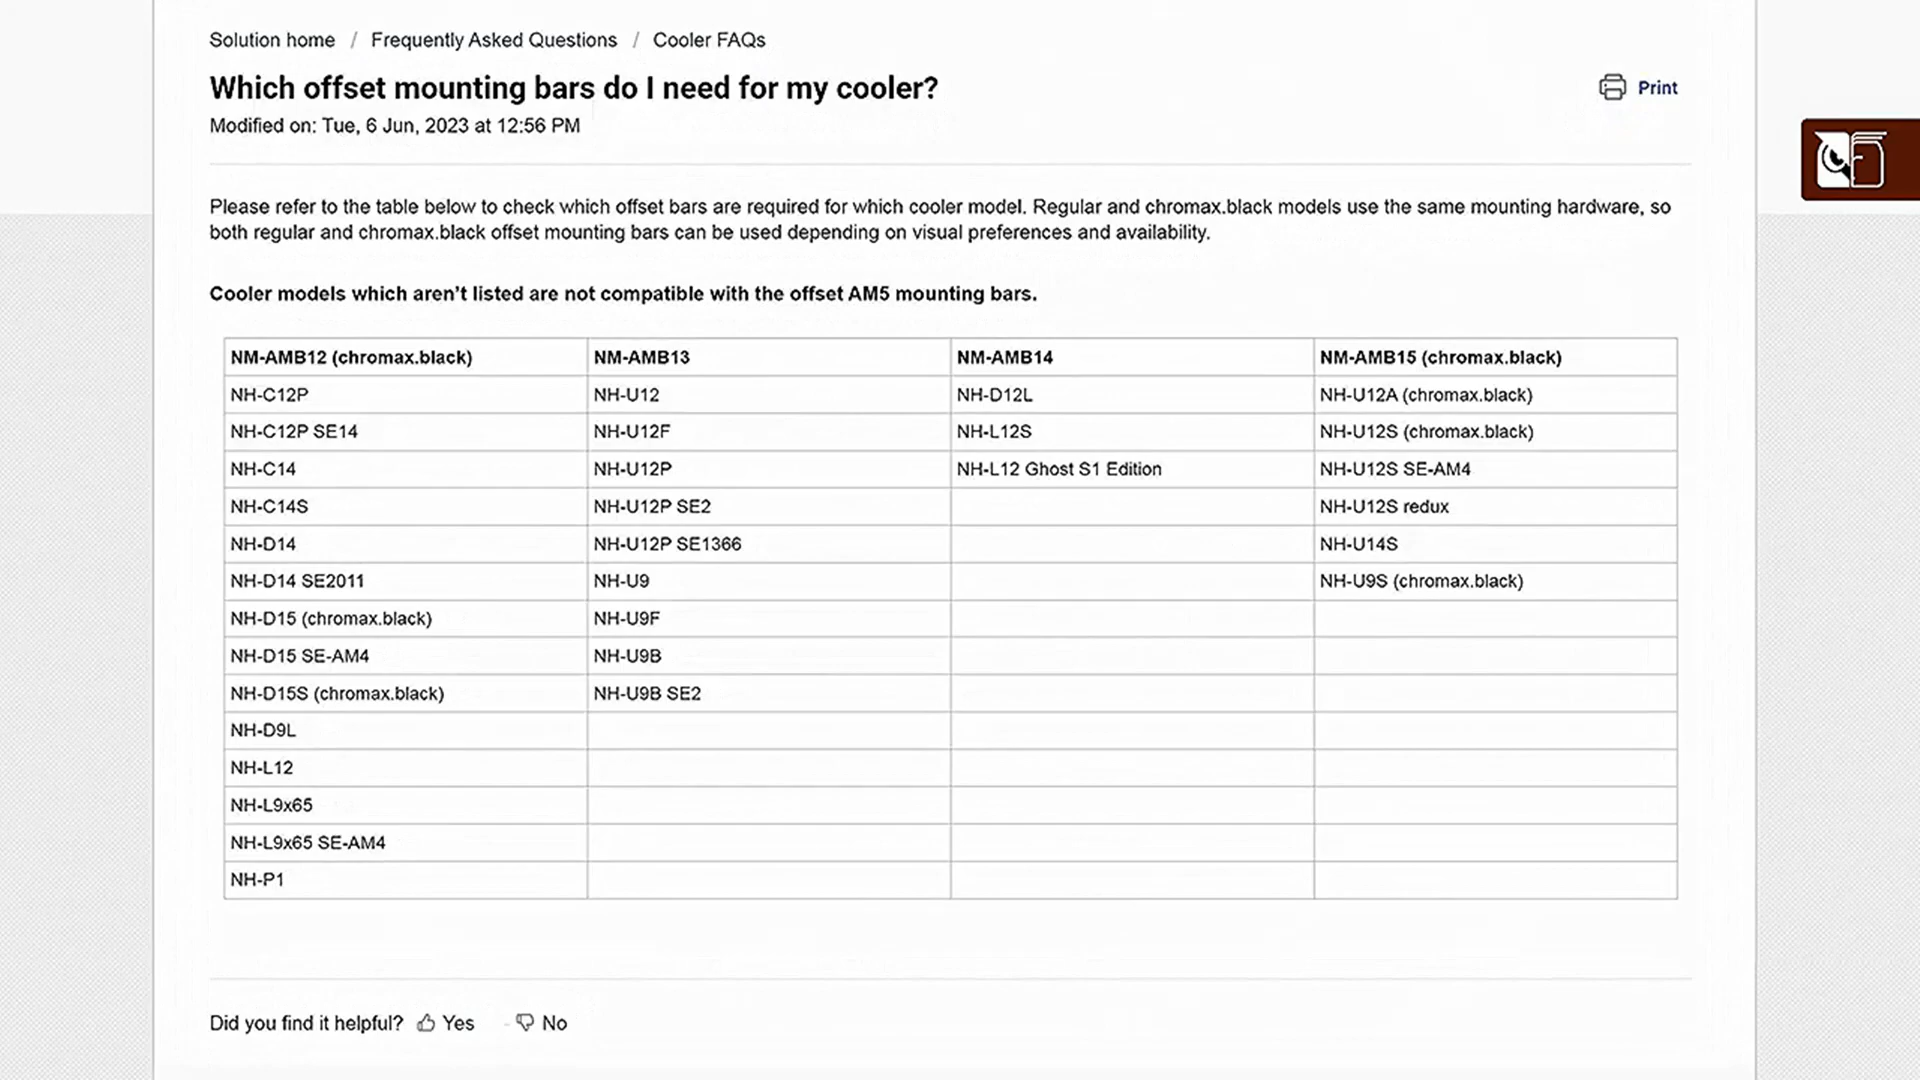 Solution home / Frequently Asked Questions / Cooler FAQs
Which offset mounting bars do I need for my cooler?
Print
Modified on: Tue, 6 Jun, 2023 at 12:56 PM
Please refer to the table below to check which offset bars are required for which cooler model. Regular and chromax.black models use the same mounting hardware, so
both regular and chromax.black offset mounting bars can be used depending on visual preferences and availability.
Cooler models which aren't listed are not compatible with the offset AM5 mounting bars.
NM-AMB12 (chromax.black) NM-AMB13 NM-AMB14 NM-AMB15 (chromax.black)
NH-C12P NH-U12 NH-D12L NH-U12A (chromax.black)
NH-C12P SE14 NH-U12F NH-L12S NH-U12S (chromax.black)
NH-C14 NH-U12P NH-L12 Ghost S1 Edition NH-U12S SE-AM4
NH-C14S NH-U12P SE2 NH-U12S redux
NH-D14 NH-U12P SE1366 NH-U14S
NH-D14 SE2011 NH-U9 NH-U9S (chromax.black)
NH-D15 (chromax.black) NH-U9F
NH-D15 SE-AM4 NH-U9B
NH-D15S (chromax.black) NH-U9B SE2
NH-D9L
NH-L12
NH-L9x65
NH-L9x65 SE-AM4
NH-P1
Did you find it helpful? Yes No